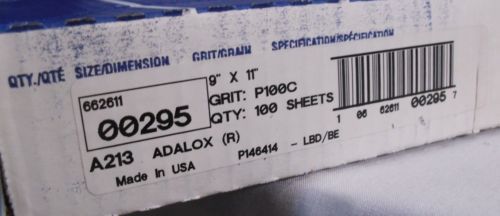 QTY./QTÉ SIZE/DIMENSION GRIT/GRAIN SPECIFICATION/SPÉCIFICATION
662611
00295
9" X 11"
GRIT: P100C
QTY: 100 SHEETS
A213 ADALOX (R)
Made In USA
P146414 - LBD/BE
1 06 62611 00295 7